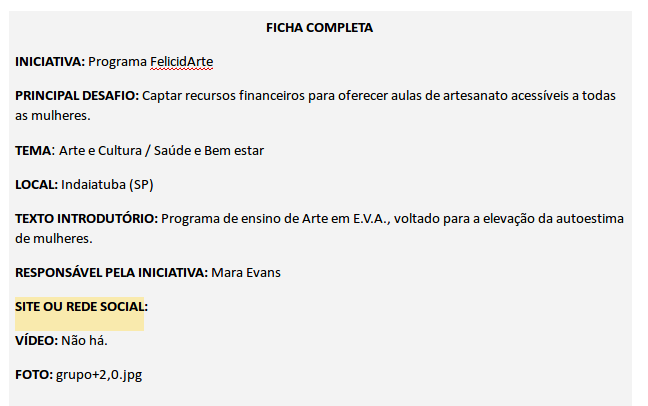 FICHA COMPLETA
INICIATIVA: Programa FelicidArte
PRINCIPAL DESAFIO: Captar recursos financeiros para oferecer aulas de artesanato acessíveis a todas
as mulheres.
TEMA: Arte e Cultura / Saúde e Bem estar
LOCAL: Indaiatuba (SP)
TEXTO INTRODUTÓRIO: Programa de ensino de Arte em E.V.A., voltado para a elevação da autoestima
de mulheres.
RESPONSÁVEL PELA INICIATIVA: Mara Evans
SITE OU REDE SOCIAL:
VÍDEO: Não há.
FOTO: grupo+2,0.jpg